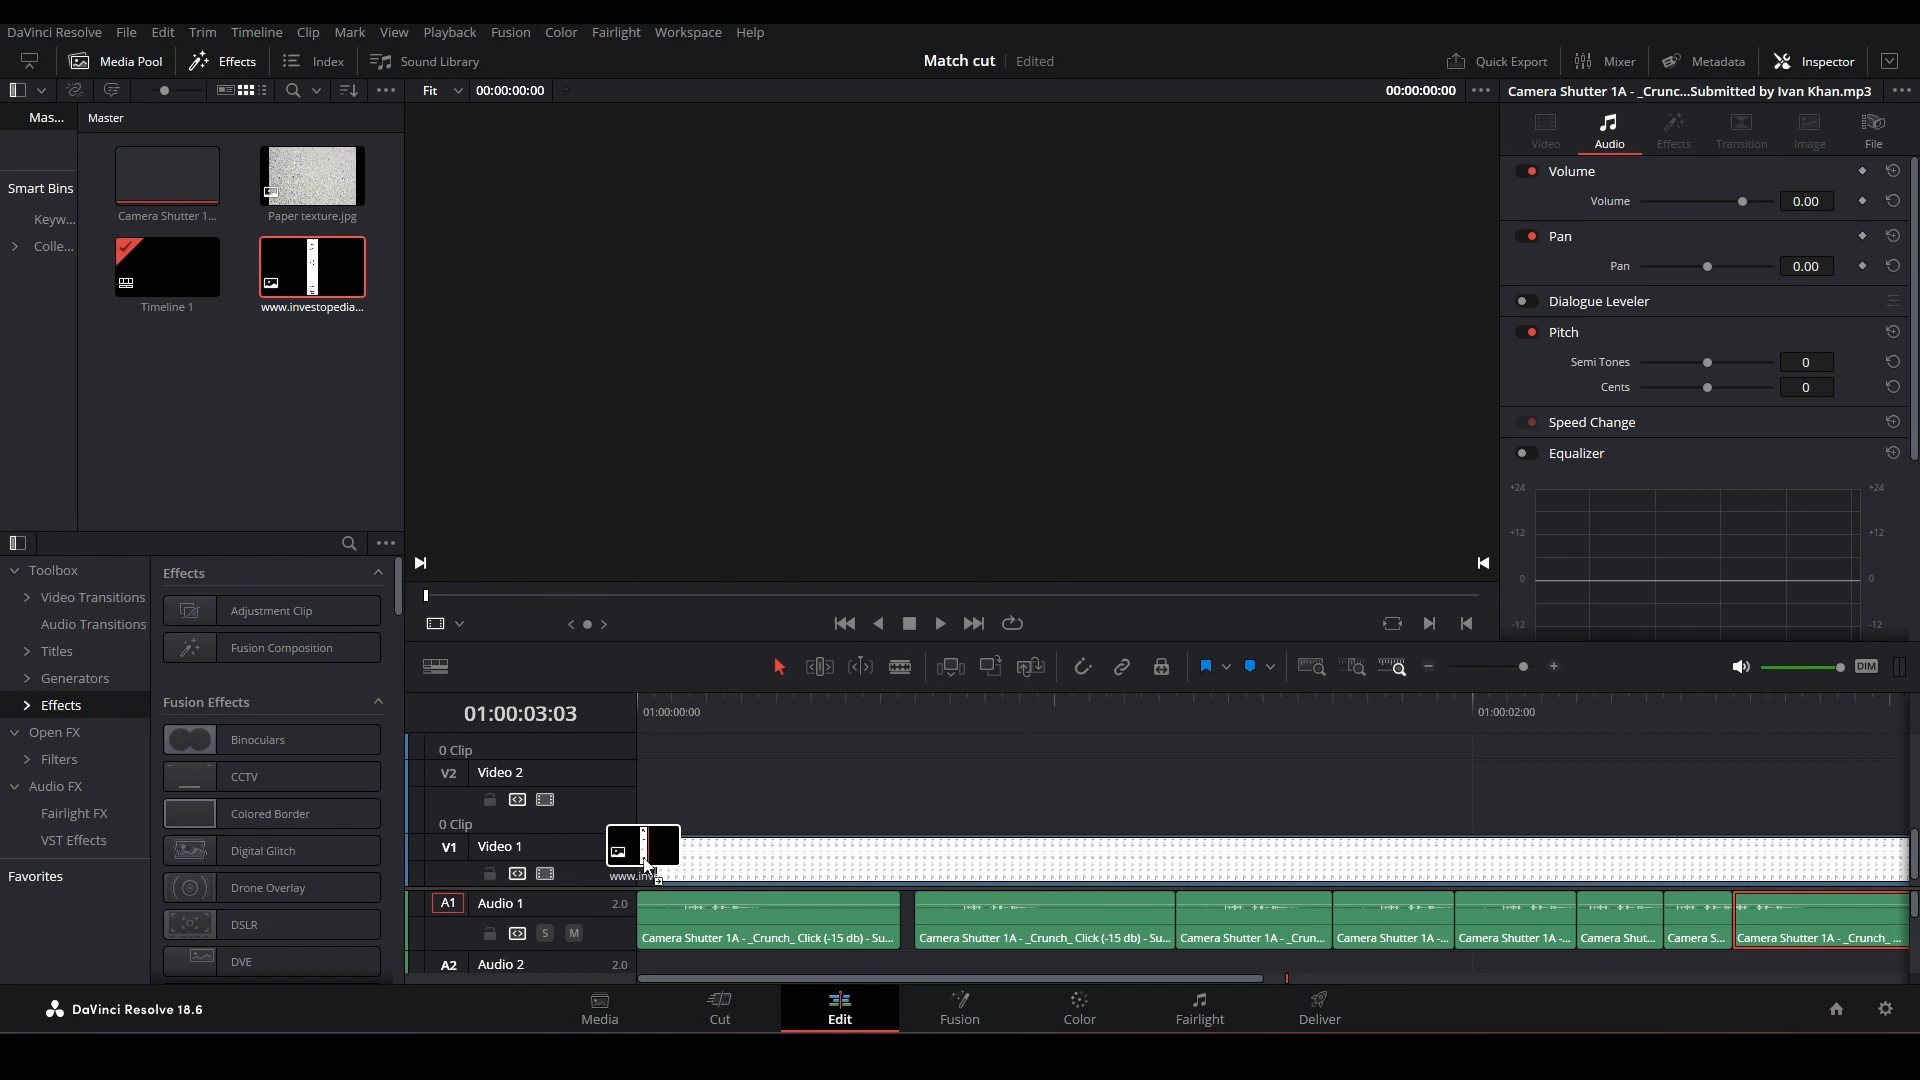 DaVinci Resolve File Edit Trim Timeline Clip Mark View Playback Fusion Color Fairlight Workspace Help
Media Pool Effects Index Sound Library Match cut Edited Quick Export Mixer Metadata Inspector
Fit 00:00:00:00 00:00:00:00 Camera Shutter 1A - _Crunc...Submitted by Ivan Khan.mp3
Mas... Master
Video Audio Effects Transition Image File
Smart Bins
Keyw...
Colle...
Camera Shutter 1... Paper texture.jpg
Timeline 1 www.investopedia...
Volume
Volume 0.00
Pan
Pan 0.00
Dialogue Leveler
Pitch
Semi Tones 0
Cents 0
Speed Change
Equalizer
+24 +24
+12 +12
0 0
-12 -12
Toolbox
Video Transitions
Audio Transitions
Titles
Generators
Effects
Open FX
Filters
Audio FX
Fairlight FX
VST Effects
Favorites
Effects
Adjustment Clip
Fusion Composition
Fusion Effects
Binoculars
CCTV
Colored Border
Digital Glitch
Drone Overlay
DSLR
DVE
DIM
01:00:03:03 01:00:00:00 01:00:02:00
0 Clip
V2 Video 2
0 Clip
V1 Video 1
www.inve
A1 Audio 1 2.0
S M
Camera Shutter 1A - _Crunch_ Click (-15 db) - Su... Camera Shutter 1A - _Crunch_ Click (-15 db) - Su... Camera Shutter 1A - _Crun... Camera Shutter 1A -... Camera Shutter 1A -... Camera Shut... Camera S... Camera Shutter 1A - _Crunch_ ...
A2 Audio 2 2.0
DaVinci Resolve 18.6 Media Cut Edit Fusion Color Fairlight Deliver